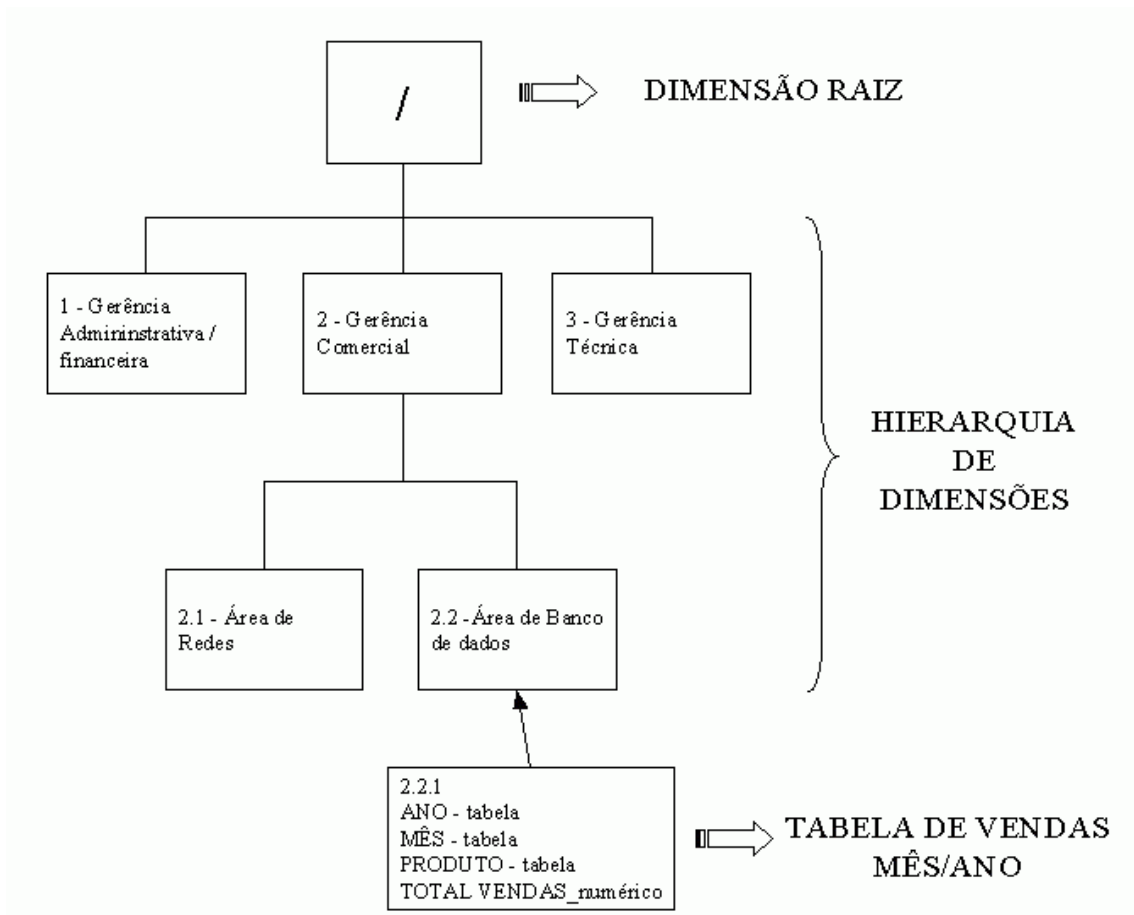 /
DIMENSÃO RAIZ
1 - Gerência
Admininstrativa /
financeira
2 - Gerência
Comercial
3 - Gerência
Técnica
HIERARQUIA
DE
DIMENSÕES
2.1 - Área de
Redes
2.2 - Área de Banco
de dados
2.2.1
ANO - tabela
MÊS - tabela
PRODUTO - tabela
TOTAL VENDAS_numérico
TABELA DE VENDAS
MÊS/ANO